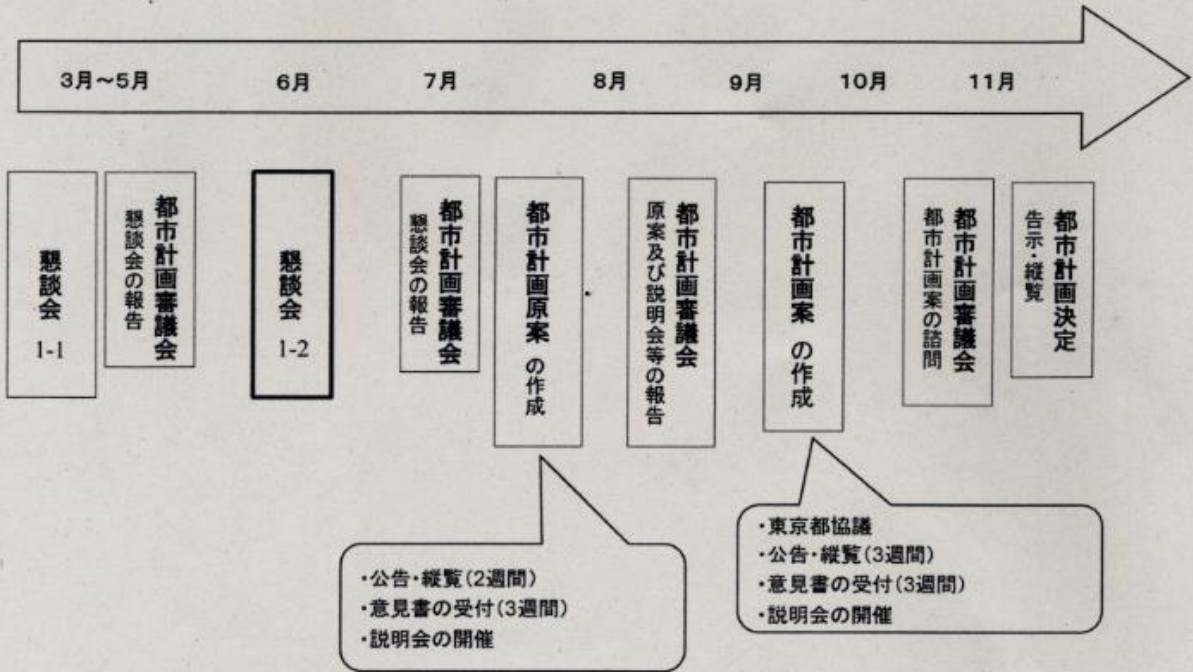 3月～5月
6月
7月
8月
9月
10月
11月
懇談会
1-1
都市計画審議会
懇談会の報告
懇談会
1-2
都市計画審議会
懇談会の報告
都市計画原案 の作成
都市計画審議会
原案及び説明会等の報告
都市計画案 の作成
都市計画審議会
都市計画案の諮問
都市計画決定
告示・縦覧
・公告・縦覧(2週間)
・意見書の受付(3週間)
・説明会の開催
・東京都協議
・公告・縦覧(3週間)
・意見書の受付(3週間)
・説明会の開催